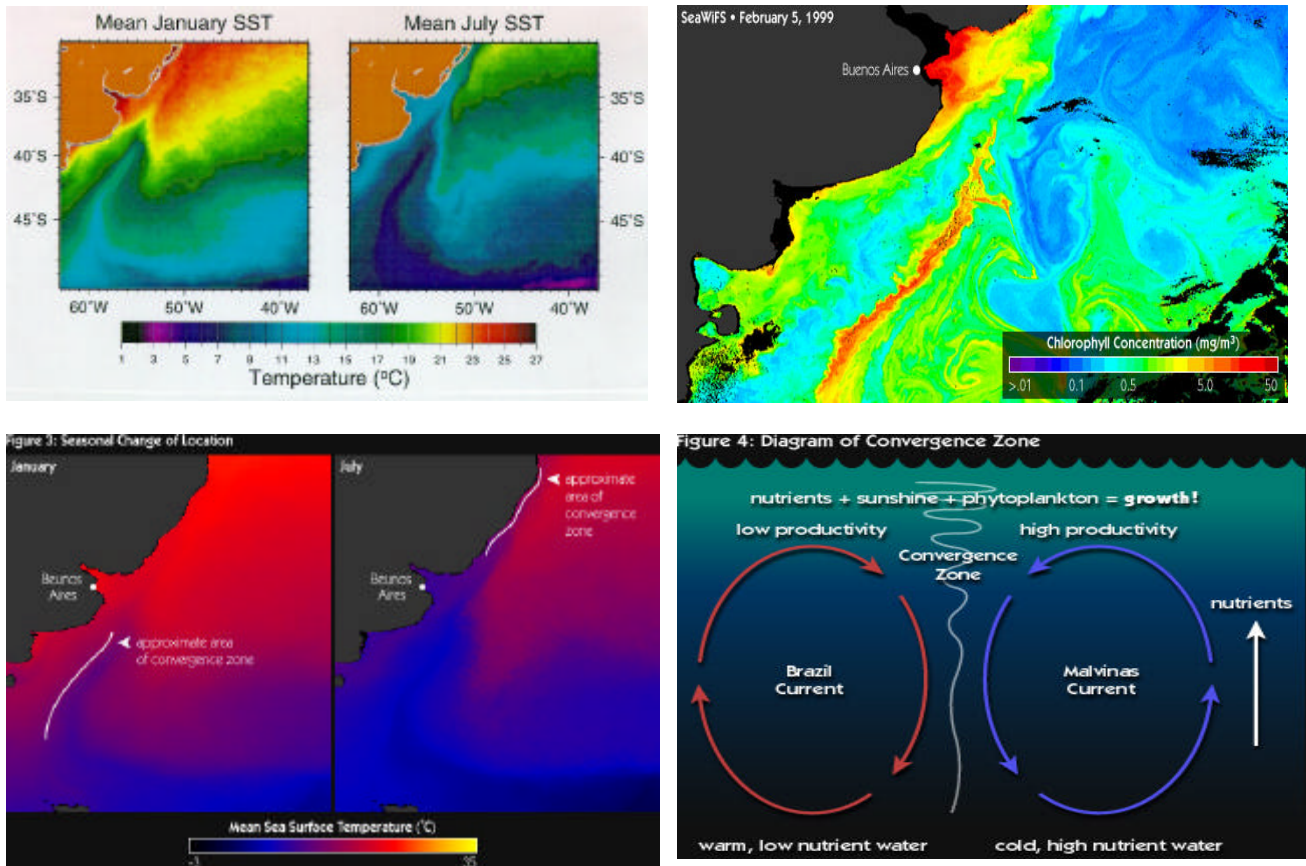 Mean January SST
Mean July SST
35°S
40°S
45°S
35°S
40°S
45°S
60°W 50°W 40°W
60°W 50°W 40°W
1 3 5 7 9 11 13 15 17 19 21 23 25 27
Temperature (°C)
SeaWiFS • February 5, 1999
Buenos Aires
Chlorophyll Concentration (mg/m³)
>.01 0.1 0.5 5.0 50
Figure 3: Seasonal Change of Location
January
Beunos
Aires
approximate area
of convergence zone
July
approximate
area of
convergence
zone
Beunos
Aires
Mean Sea Surface Temperature (°C)
-3 35
Figure 4: Diagram of Convergence Zone
nutrients + sunshine + phytoplankton = growth!
low productivity
high productivity
Convergence
Zone
nutrients
Brazil
Current
Malvinas
Current
warm, low nutrient water
cold, high nutrient water